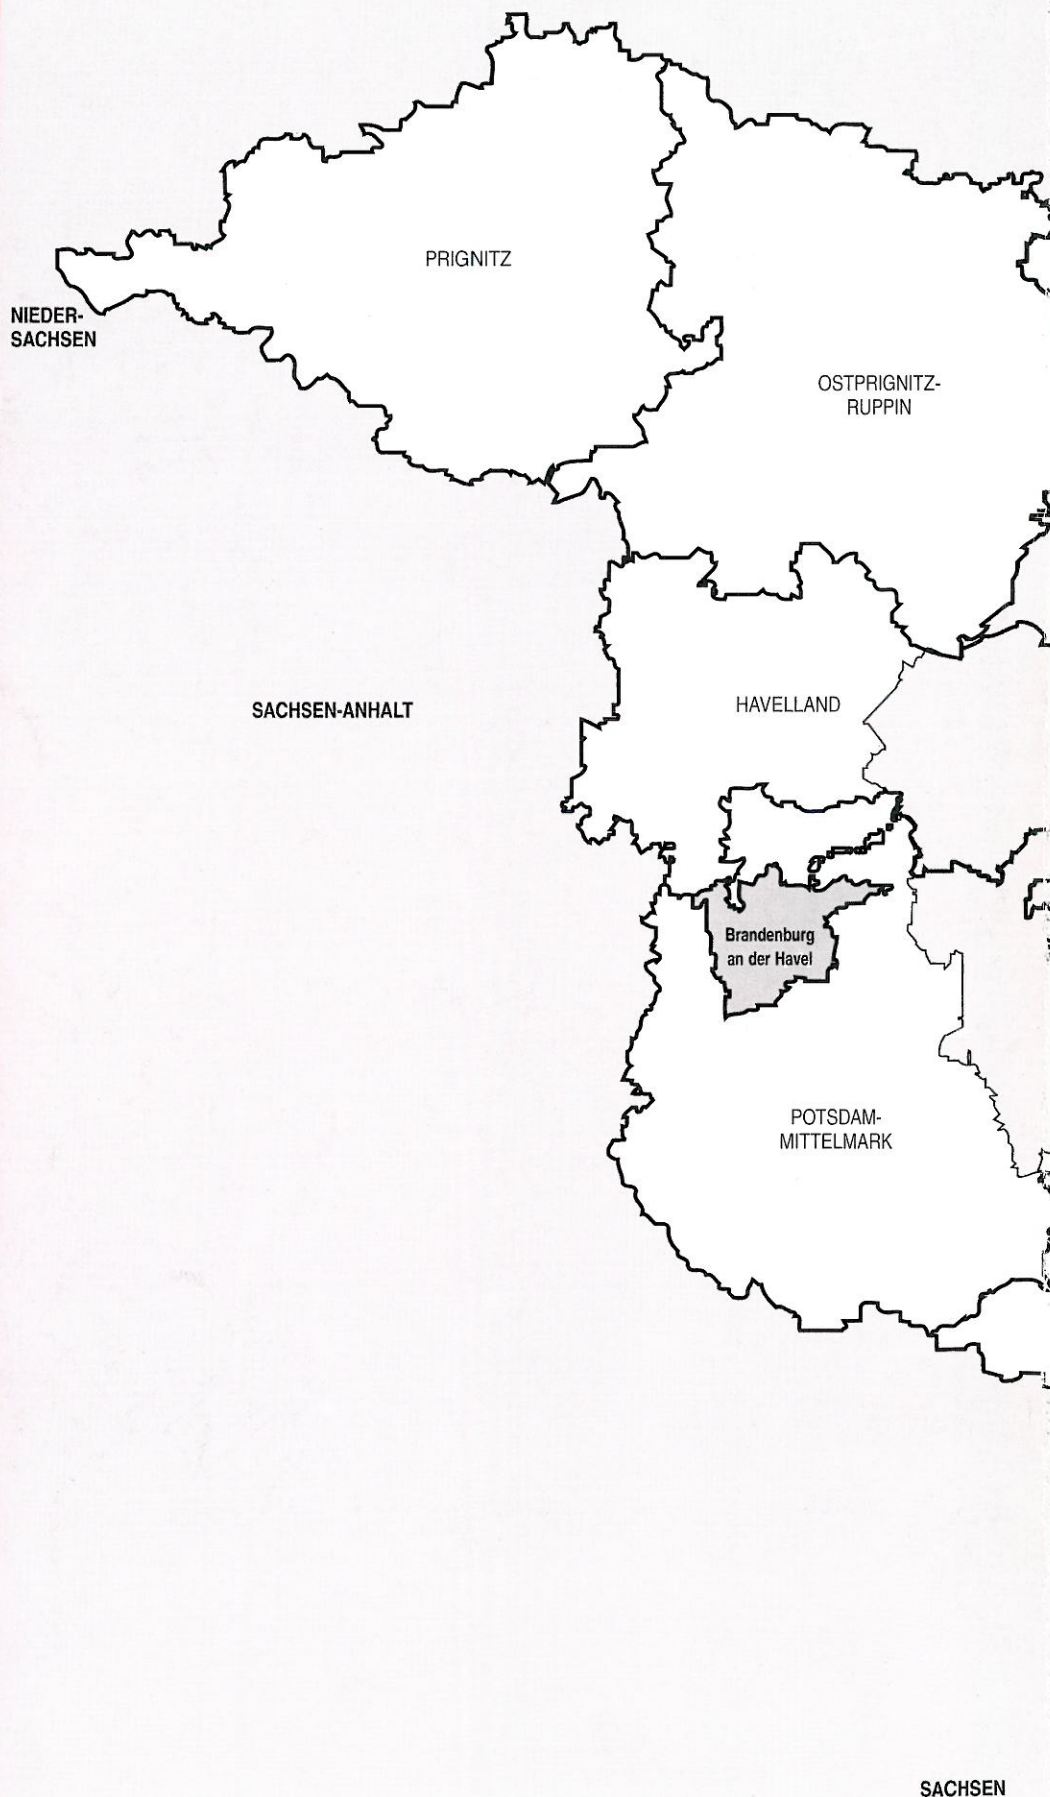 PRIGNITZ
NIEDER-
SACHSEN
OSTPRIGNITZ-
RUPPIN
SACHSEN-ANHALT
HAVELLAND
Brandenburg
an der Havel
POTSDAM-
MITTELMARK
SACHSEN